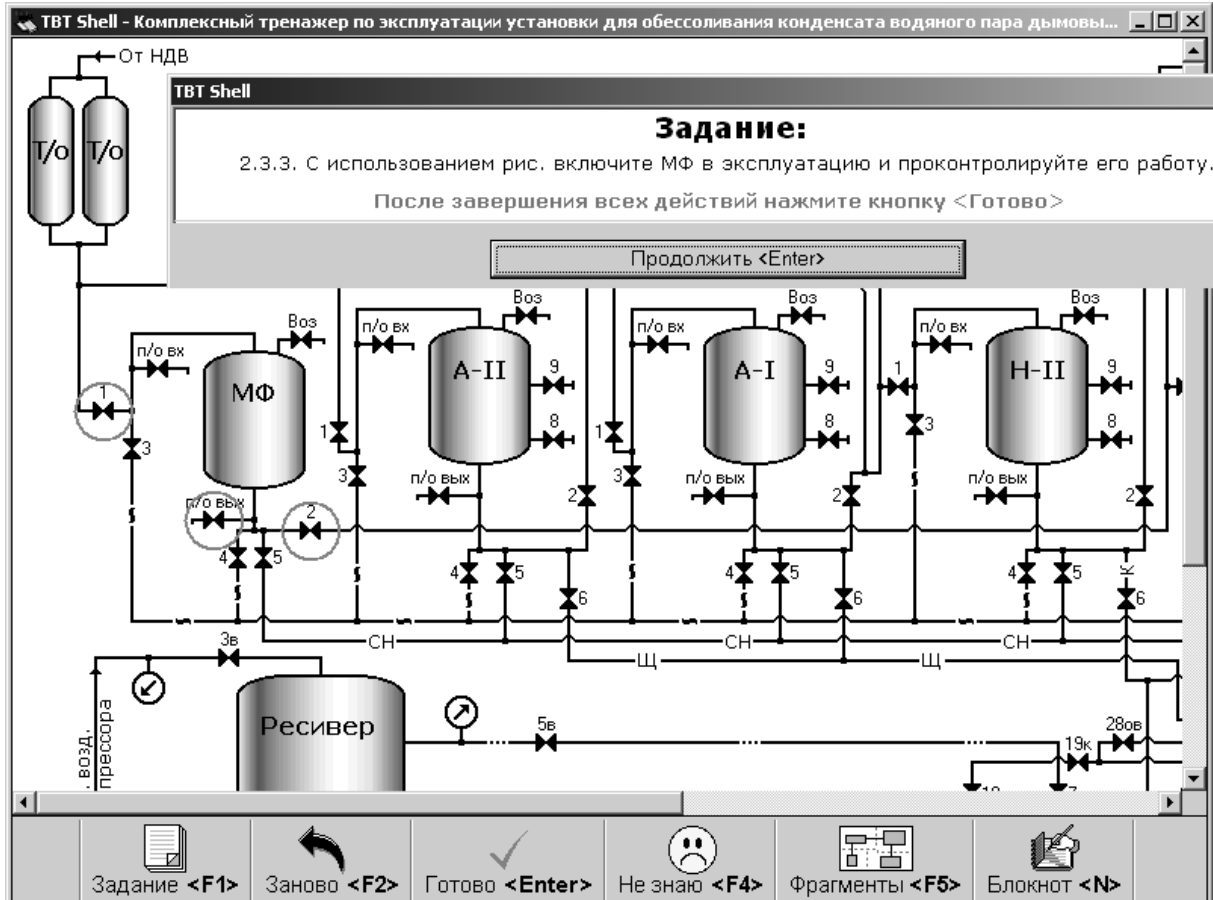 TBT Shell - Комплексный тренажер по эксплуатации установки для обессоливания конденсата водяного пара дымовы...
От НДВ
TBT Shell
Задание:
2.3.3. С использованием рис. включите МФ в эксплуатацию и проконтролируйте его работу.
После завершения всех действий нажмите кнопку <Готово>
Продолжить <Enter>
Т/о Т/о
Воз Воз Воз Воз
п/о вх п/о вх п/о вх п/о вх
МФ А-II А-I Н-II
1 9 9 1 9
3 1 8 1 8 3 8
3 3
п/о вых п/о вых п/о вых п/о вых
2 2 2 2
4 5 4 5 4 5 4 5
К
6 6 6
3в СН СН
Щ Щ
Ресивер
возд.
прессора
5в 28ов
19к
Задание <F1> Заново <F2> Готово <Enter> Не знаю <F4> Фрагменты <F5> Блокнот <N>